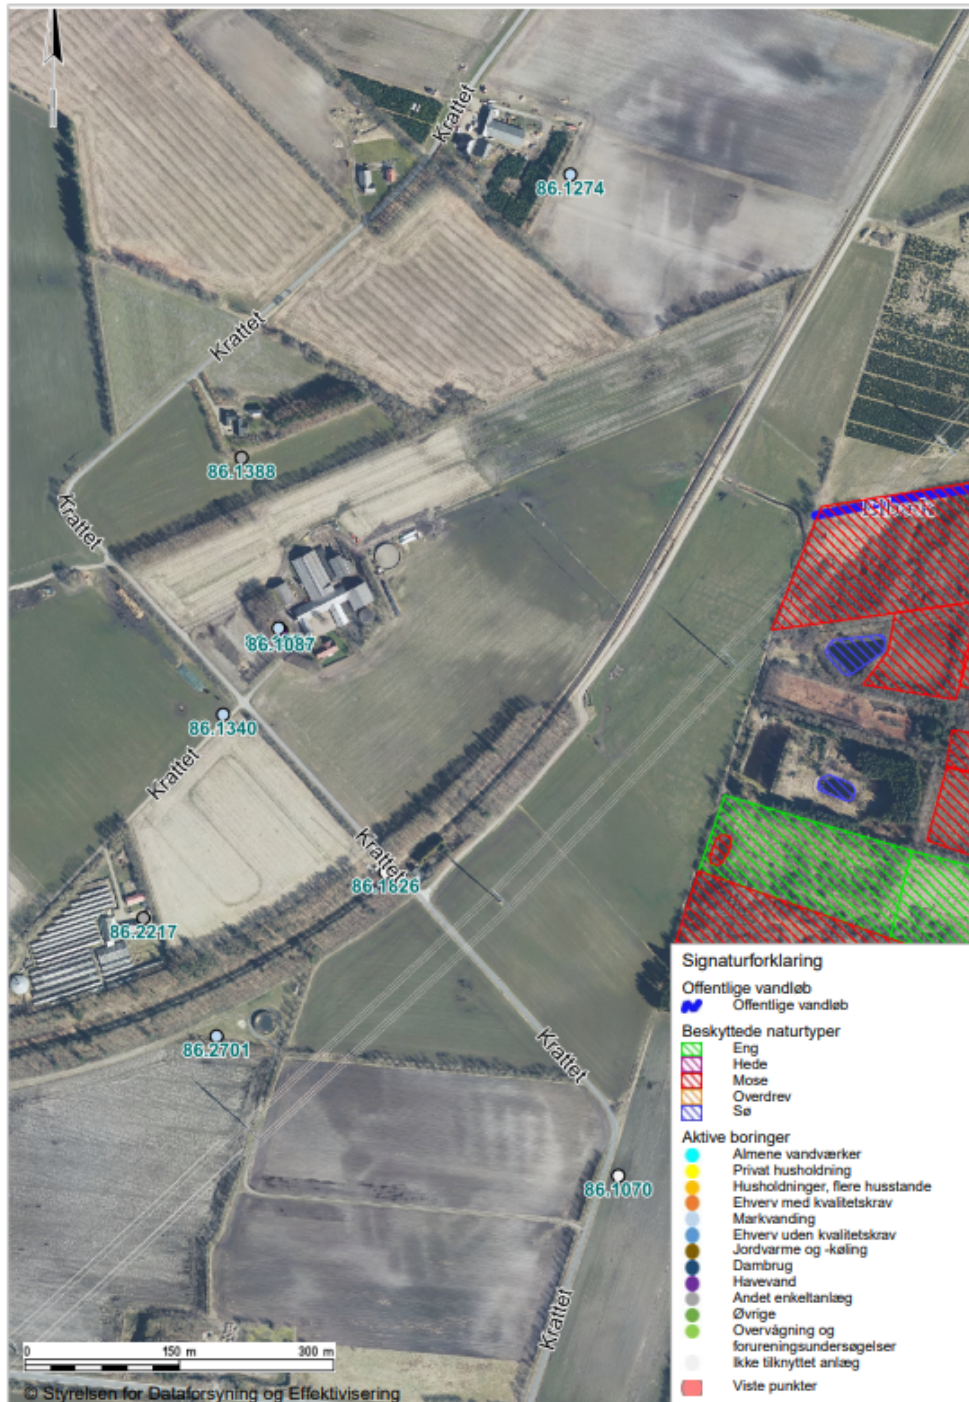 Krattet
86.1274
Krattet
86.1388
Krattet
86.1087
86.1340
Krattet
Krattet
86.1826
86.2217
86.2701
Krattet
86.1070
Krattet
Signaturforklaring
Offentlige vandløb
Offentlige vandløb
Beskyttede naturtyper
Eng
Hede
Mose
Overdrev
Sø
Aktive boringer
Almene vandværker
Privat husholdning
Husholdninger, flere husstande
Ehverv med kvalitetskrav
Markvanding
Ehverv uden kvalitetskrav
Jordvarme og -køling
Dambrug
Havevand
Andet enkeltanlæg
Øvrige
Overvågning og
forureningsundersøgelser
Ikke tilknyttet anlæg
Viste punkter
0 150 m 300 m
© Styrelsen for Dataforsyning og Effektivisering